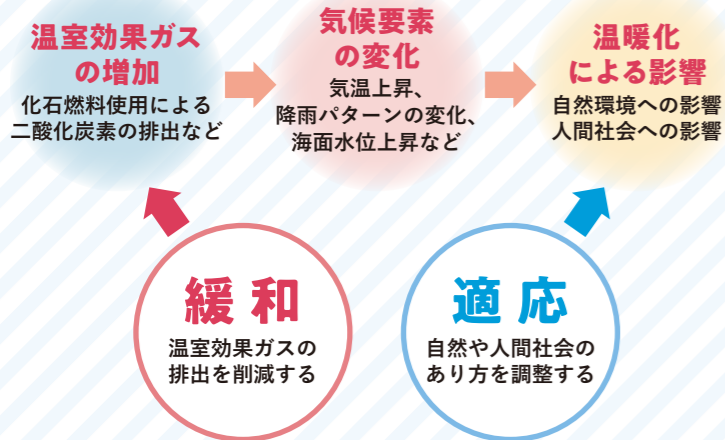 温室効果ガス
の増加
化石燃料使用による
二酸化炭素の排出など
気候要素
の変化
気温上昇、
降雨パターンの変化、
海面水位上昇など
温暖化
による影響
自然環境への影響
人間社会への影響
緩和
温室効果ガスの
排出を削減する
適応
自然や人間社会の
あり方を調整する